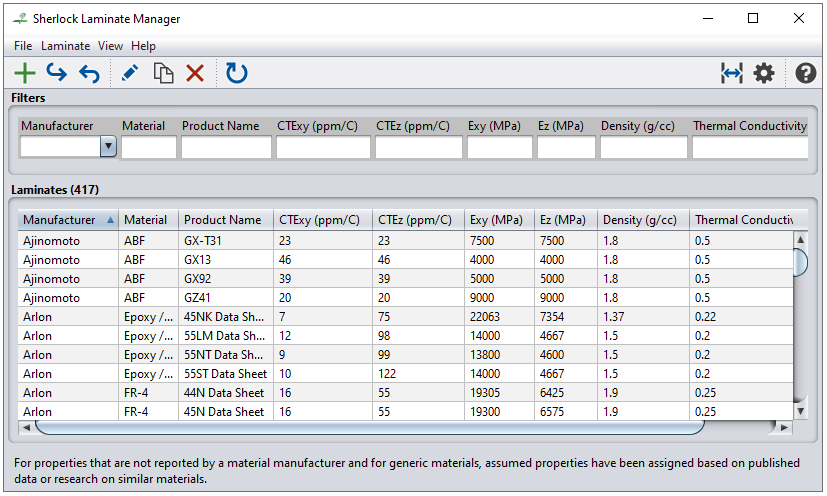 Sherlock Laminate Manager
File Laminate View Help
Filters
Manufacturer Material Product Name CTExy (ppm/C) CTEz (ppm/C) Exy (MPa) Ez (MPa) Density (g/cc) Thermal Conductivity
Laminates (417)
Manufacturer Material Product Name CTExy (ppm/C) CTEz (ppm/C) Exy (MPa) Ez (MPa) Density (g/cc) Thermal Conductiv
Ajinomoto ABF GX-T31 23 23 7500 7500 1.8 0.5
Ajinomoto ABF GX13 46 46 4000 4000 1.8 0.5
Ajinomoto ABF GX92 39 39 5000 5000 1.8 0.5
Ajinomoto ABF GZ41 20 20 9000 9000 1.8 0.5
Arlon Epoxy /... 45NK Data Sh... 7 75 22063 7354 1.37 0.22
Arlon Epoxy /... 55LM Data Sh... 12 98 14000 4667 1.5 0.2
Arlon Epoxy /... 55NT Data Sh... 9 99 13800 4600 1.5 0.2
Arlon Epoxy /... 55ST Data Sheet 10 122 14000 4667 1.5 0.2
Arlon FR-4 44N Data Sheet 16 55 19305 6425 1.9 0.25
Arlon FR-4 45N Data Sheet 16 55 19300 6575 1.9 0.25
For properties that are not reported by a material manufacturer and for generic materials, assumed properties have been assigned based on published
data or research on similar materials.